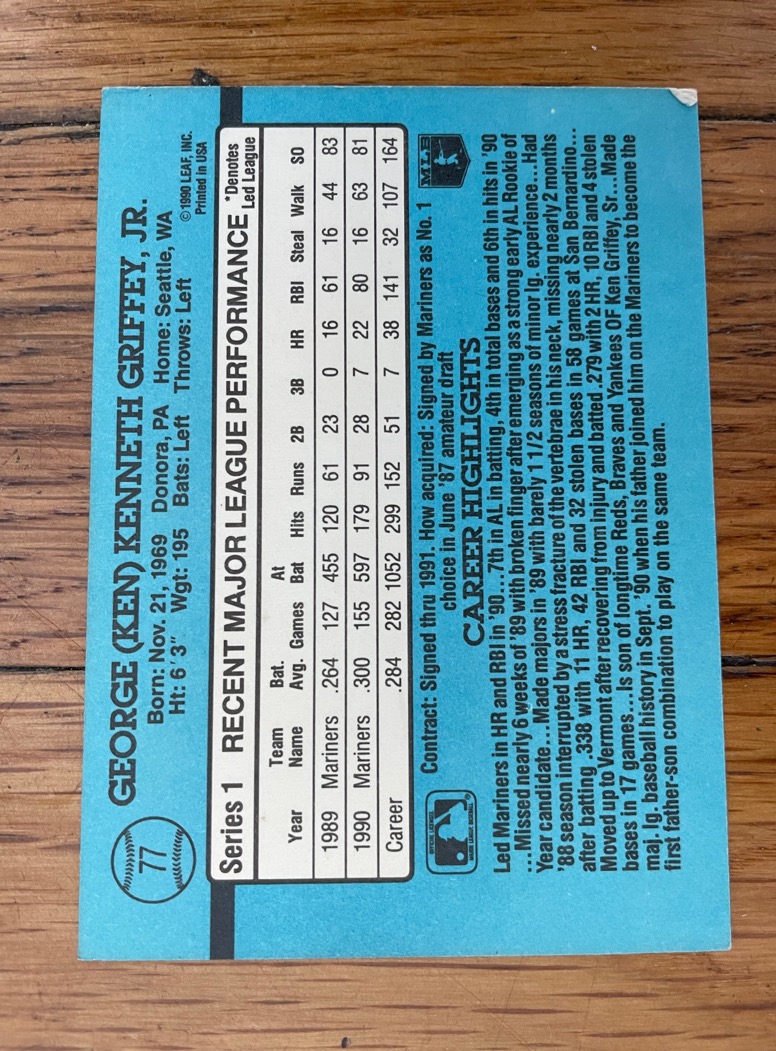 77
GEORGE (KEN) KENNETH GRIFFEY, JR.
Born: Nov. 21, 1969 Donora, PA Home: Seattle, WA
Ht: 6′3″ Wgt: 195 Bats: Left Throws: Left
©1990 LEAF, INC.
Printed in USA
Series 1 RECENT MAJOR LEAGUE PERFORMANCE *Denotes Led League
Year Team Name Bat. Avg. Games At Bat Hits Runs 2B 3B HR RBI Steal Walk SO
1989 Mariners .264 127 455 120 61 23 0 16 61 16 44 83
1990 Mariners .300 155 597 179 91 28 7 22 80 16 63 81
Career .284 282 1052 299 152 51 7 38 141 32 107 164
OFFICIAL LICENSEE
MAJOR LEAGUE BASEBALL
Contract: Signed thru 1991. How acquired: Signed by Mariners as No. 1
choice in June '87 amateur draft
MLB
CAREER HIGHLIGHTS
Led Mariners in HR and RBI in '90...7th in AL in batting, 4th in total bases and 6th in hits in '90
...Missed nearly 6 weeks of '89 with broken finger after emerging as a strong early AL Rookie of
Year candidate...Made majors in '89 with barely 1 1/2 seasons of minor lg. experience...Had
'88 season interrupted by a stress fracture of the vertebrae in his neck, missing nearly 2 months
after batting .338 with 11 HR, 42 RBI and 32 stolen bases in 58 games at San Bernardino...
Moved up to Vermont after recovering from injury and batted .279 with 2 HR, 10 RBI and 4 stolen
bases in 17 games...Is son of longtime Reds, Braves and Yankees OF Ken Griffey, Sr...Made
maj. lg. baseball history in Sept. '90 when his father joined him on the Mariners to become the
first father-son combination to play on the same team.